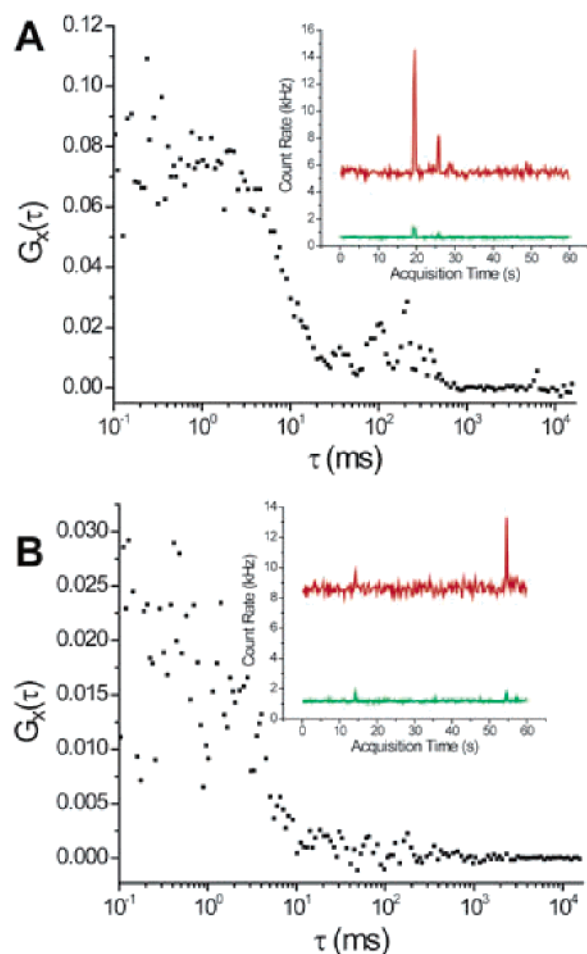 A
0.12
0.10
0.08
0.06
0.04
0.02
0.00
Gx(τ)
10⁻¹ 10⁰ 10¹ 10² 10³ 10⁴
τ (ms)
16
14
12
10
8
6
4
2
0
Count Rate (kHz)
0 10 20 30 40 50 60
Acquisition Time (s)
B
0.030
0.025
0.020
0.015
0.010
0.005
0.000
Gx(τ)
10⁻¹ 10⁰ 10¹ 10² 10³ 10⁴
τ (ms)
14
12
10
8
6
4
2
0
Count Rate (kHz)
0 10 20 30 40 50 60
Acquisition Time (s)